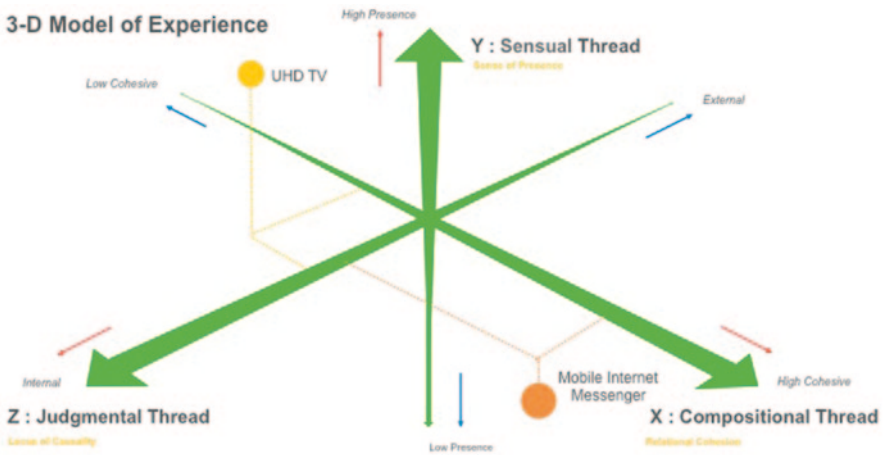 3-D Model of Experience
High Presence
Y : Sensual Thread
Sense of Presence
UHD TV
Low Cohesive
External
Internal
Z : Judgmental Thread
Locus of Causality
Mobile Internet
Messenger
High Cohesive
X : Compositional Thread
Relational Cohesion
Low Presence